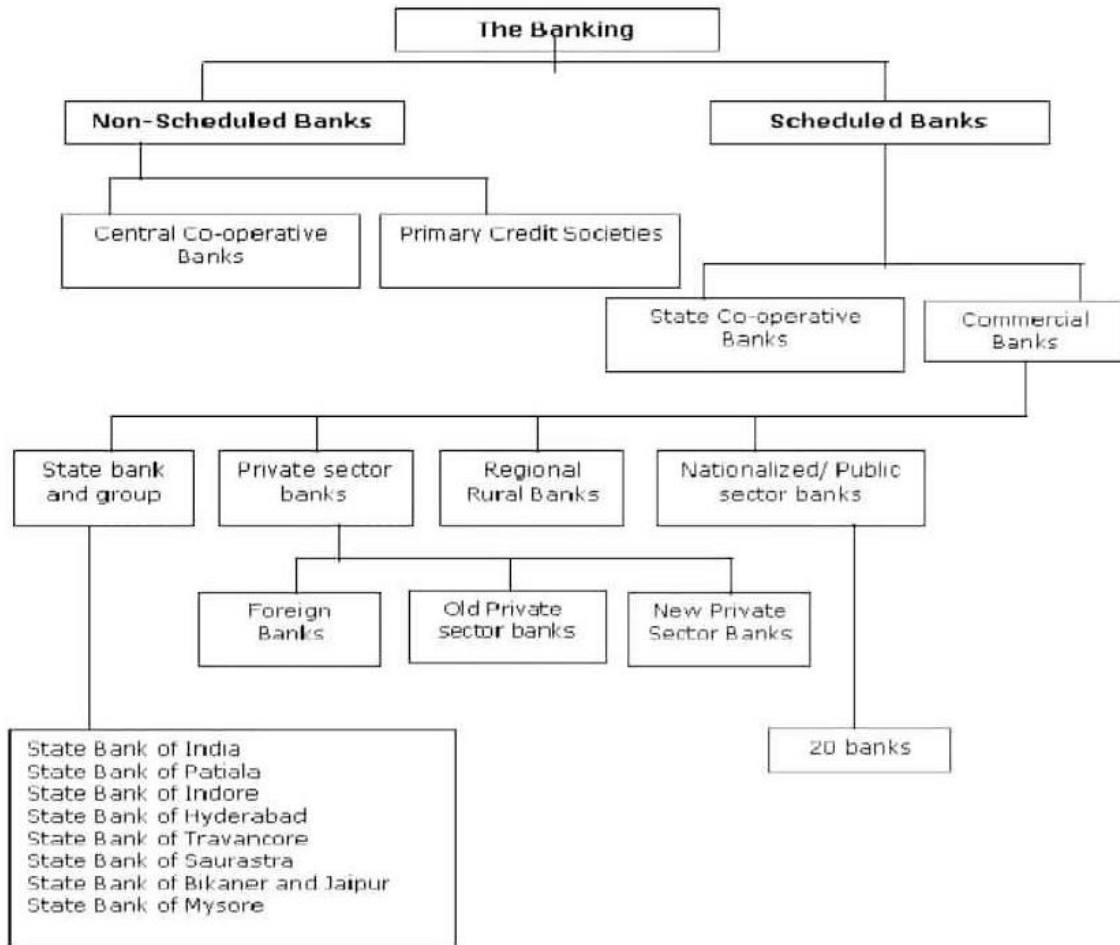 The Banking
Non-Scheduled Banks
Scheduled Banks
Central Co-operative
Banks
Primary Credit Societies
State Co-operative
Banks
Commercial
Banks
State bank
and group
Private sector
banks
Regional
Rural Banks
Nationalized/ Public
sector banks
Foreign
Banks
Old Private
sector banks
New Private
Sector Banks
State Bank of India
State Bank of Patiala
State Bank of Indore
State Bank of Hyderabad
State Bank of Travancore
State Bank of Saurastra
State Bank of Bikaner and Jaipur
State Bank of Mysore
20 banks